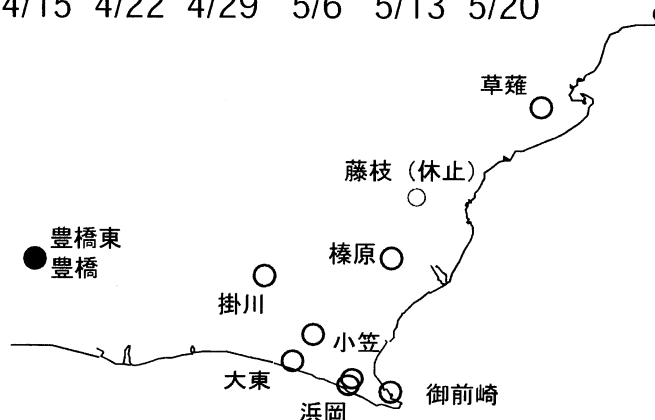 4/15 4/22 4/29 5/6 5/13 5/20
草薙
藤枝（休止）
豊橋東
豊橋
榛原
掛川
小笠
大東
御前崎
浜岡